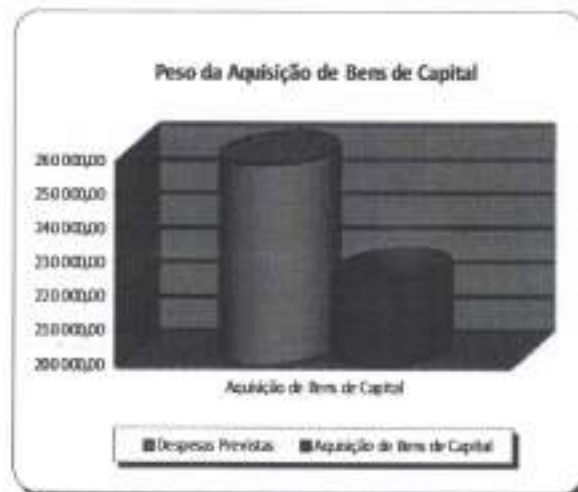 Peso da Aquisição de Bens de Capital
260 000,00
250 000,00
240 000,00
230 000,00
220 000,00
210 000,00
200 000,00
Aquisição de Bens de Capital
Despesas Previstas Aquisição de Bens de Capital